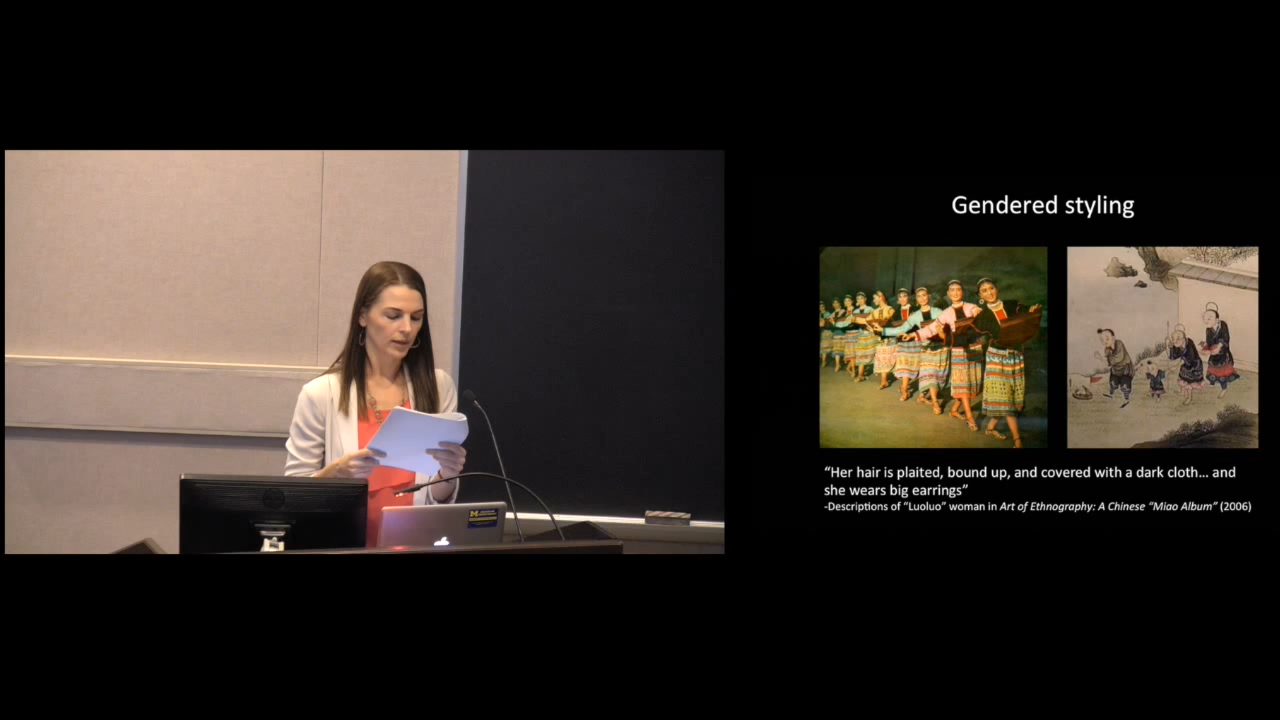 Gendered styling
“Her hair is plaited, bound up, and covered with a dark cloth… and
she wears big earrings”
-Descriptions of “Luoluo” woman in Art of Ethnography: A Chinese “Miao Album” (2006)